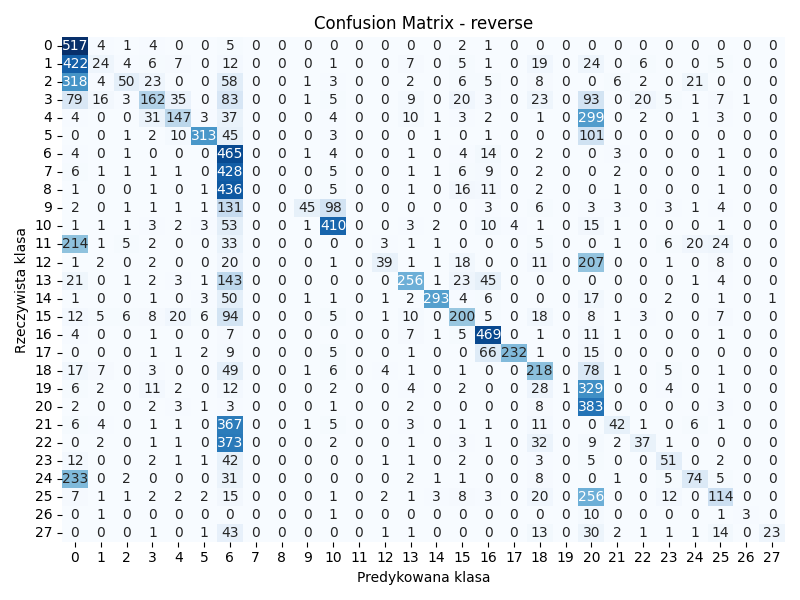 Confusion Matrix - reverse
Rzeczywista klasa
0 517 4 1 4 0 0 5 0 0 0 0 0 0 0 0 2 1 0 0 0 0 0 0 0 0 0 0 0
1 422 24 4 6 7 0 12 0 0 0 1 0 0 7 0 5 1 0 19 0 24 0 6 0 0 5 0 0
2 318 4 50 23 0 0 58 0 0 1 3 0 0 2 0 6 5 0 8 0 0 6 2 0 21 0 0 0
3 79 16 3 162 35 0 83 0 0 1 5 0 0 9 0 20 3 0 23 0 93 0 20 5 1 7 1 0
4 4 0 0 31 147 3 37 0 0 0 4 0 0 10 1 3 2 0 1 0 299 0 2 0 1 3 0 0
5 0 0 1 2 10 313 45 0 0 0 3 0 0 0 0 1 0 0 1 0 101 0 0 0 0 0 0 0
6 4 0 1 0 0 0 465 0 0 1 4 0 0 1 0 4 14 0 2 0 0 3 0 0 0 1 0 0
7 6 1 1 1 1 0 428 0 0 0 5 0 0 1 1 6 9 0 2 0 0 2 0 0 0 1 0 0
8 1 0 0 1 0 1 436 0 0 0 5 0 0 1 0 16 11 0 2 0 0 1 0 0 0 1 0 0
9 2 0 1 1 1 1 131 0 0 45 98 0 0 0 0 0 3 0 6 0 3 3 0 3 1 4 0 0
10 1 1 1 3 2 3 53 0 0 1 410 0 0 3 2 0 10 4 1 0 15 1 0 0 0 1 0 0
11 214 1 5 2 0 0 33 0 0 0 0 0 3 1 1 0 0 0 5 0 0 1 0 6 20 24 0 0
12 1 2 0 2 0 0 20 0 0 0 1 0 39 1 1 18 0 0 11 0 207 0 0 1 0 8 0 0
13 21 0 1 2 3 1 143 0 0 0 0 0 0 256 1 23 45 0 0 0 0 0 0 0 1 4 0 0
14 1 0 0 1 0 3 50 0 0 1 1 0 1 2 293 4 6 0 0 0 17 0 0 2 0 1 0 1
15 12 5 6 8 20 6 94 0 0 0 5 0 1 10 0 200 5 0 18 0 8 1 3 0 0 7 0 0
16 4 0 0 1 0 0 7 0 0 0 0 0 0 7 1 5 469 0 1 0 11 1 0 0 0 1 0 0
17 0 0 0 1 1 2 9 0 0 0 5 0 0 1 0 0 66 232 1 0 15 0 0 0 0 0 0 0
18 17 7 0 3 0 0 49 0 0 1 6 0 4 1 0 1 0 0 218 0 78 1 0 5 0 1 0 0
19 6 2 0 11 2 0 12 0 0 0 2 0 0 4 0 2 0 0 28 1 329 0 0 4 0 1 0 0
20 2 0 0 2 3 1 3 0 0 0 1 0 0 2 0 0 0 0 8 0 383 0 0 0 0 3 0 0
21 6 4 0 1 1 0 367 0 0 1 5 0 0 3 0 1 1 0 11 0 0 42 1 0 6 1 0 0
22 0 2 0 1 1 0 373 0 0 0 2 0 0 1 0 3 1 0 32 0 9 2 37 1 0 0 0 0
23 12 0 0 2 1 1 42 0 0 0 0 0 1 1 0 2 0 0 3 0 5 0 0 51 0 2 0 0
24 233 0 2 0 0 0 31 0 0 0 0 0 0 2 1 1 0 0 8 0 0 1 0 5 74 5 0 0
25 7 1 1 2 2 2 15 0 0 0 1 0 2 1 3 8 3 0 20 0 256 0 0 12 0 114 0 0
26 0 1 0 0 0 0 0 0 0 0 1 0 0 0 0 0 0 0 0 0 10 0 0 0 0 1 3 0
27 0 0 0 1 0 1 43 0 0 0 0 0 1 1 0 0 0 0 13 0 30 2 1 1 1 14 0 23
0 1 2 3 4 5 6 7 8 9 10 11 12 13 14 15 16 17 18 19 20 21 22 23 24 25 26 27
Predykowana klasa